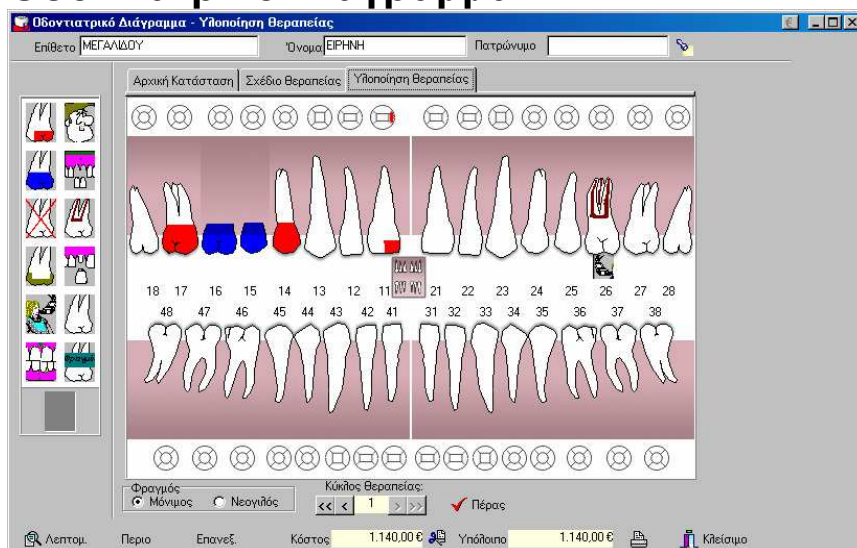 Οδοντιατρικό Διάγραμμα - Υλοποίηση Θεραπείας
Επίθετο ΜΕΓΑΛΙΔΟΥ Όνομα ΕΙΡΗΝΗ Πατρώνυμο
Αρχική Κατάσταση Σχέδιο Θεραπείας Υλοποίηση Θεραπείας
18 17 16 15 14 13 12 11 21 22 23 24 25 26 27 28
48 47 46 45 44 43 42 41 31 32 33 34 35 36 37 38
Φραγμός
Φραγμός Κύκλος Θεραπείας:
Μόνιμος Νεογιλός << < 1 > >> Πέρας
Λεπτομ. Περιο Επανεξ. Κόστος 1.140,00 € Υπόλοιπο 1.140,00 € Κλείσιμο